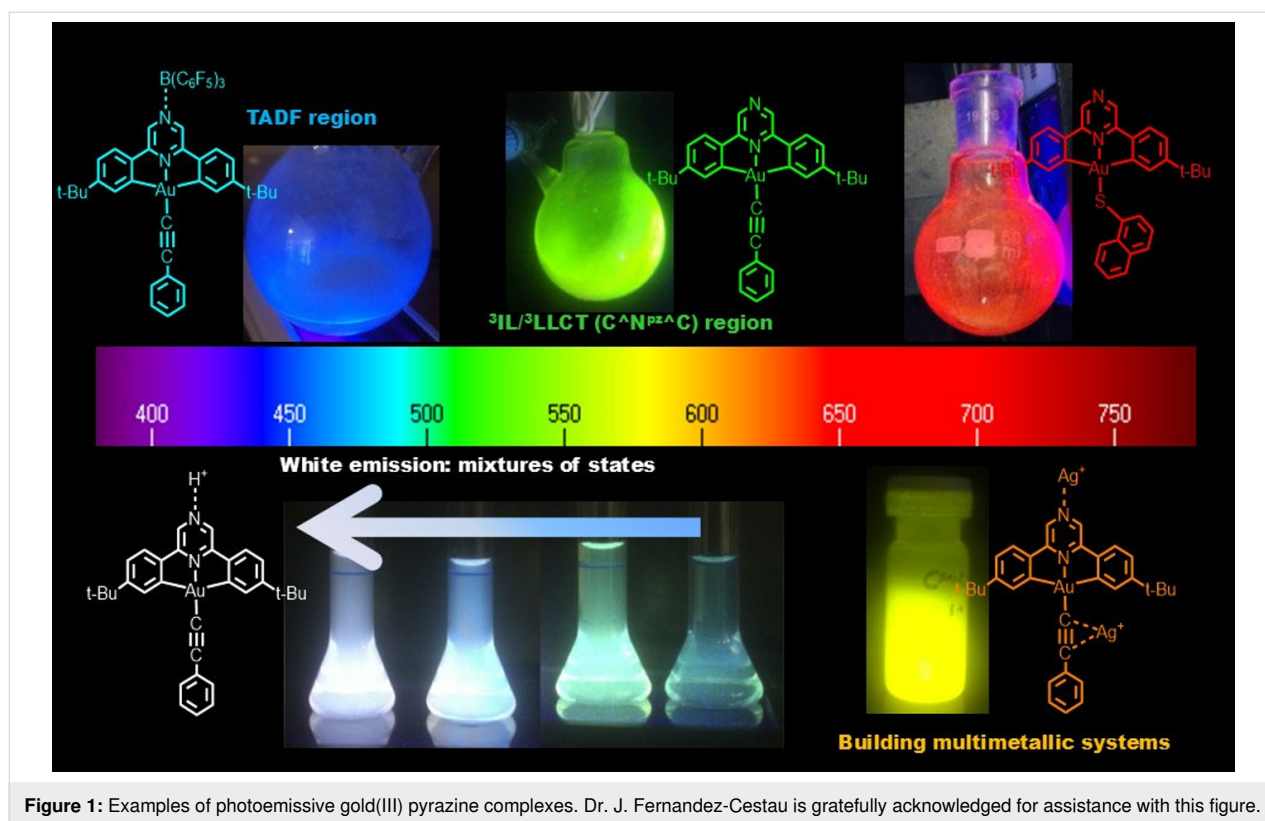 B(C₆F₅)₃
N
N
Au
t-Bu
t-Bu
C
C
TADF region
N
N
Au
t-Bu
t-Bu
C
C
³IL/³LLCT (C^Nᵖᶻ^C) region
N
N
Au
t-Bu
t-Bu
S
400 450 500 550 600 650 700 750
White emission: mixtures of states
H⁺
N
N
Au
t-Bu
t-Bu
C
C
Ag⁺
N
N
Au
t-Bu
t-Bu
C
C
Ag⁺
Building multimetallic systems
Figure 1: Examples of photoemissive gold(III) pyrazine complexes. Dr. J. Fernandez-Cestau is gratefully acknowledged for assistance with this figure.